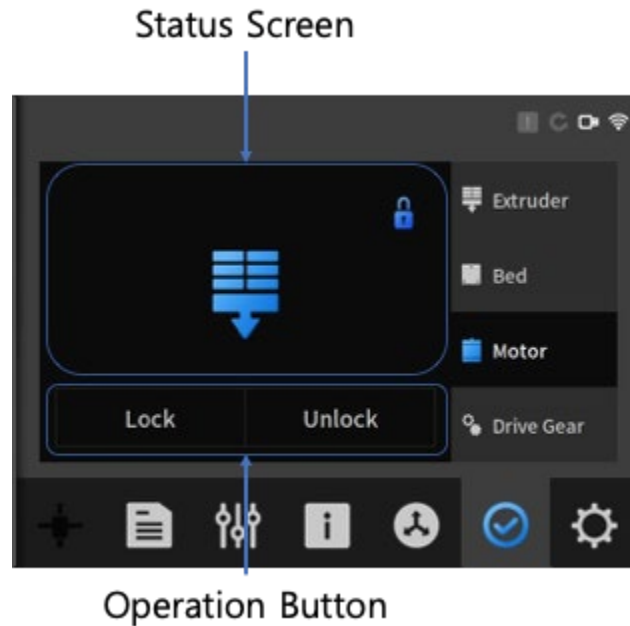 Status Screen
Extruder
Bed
Motor
Lock Unlock
Drive Gear
Operation Button